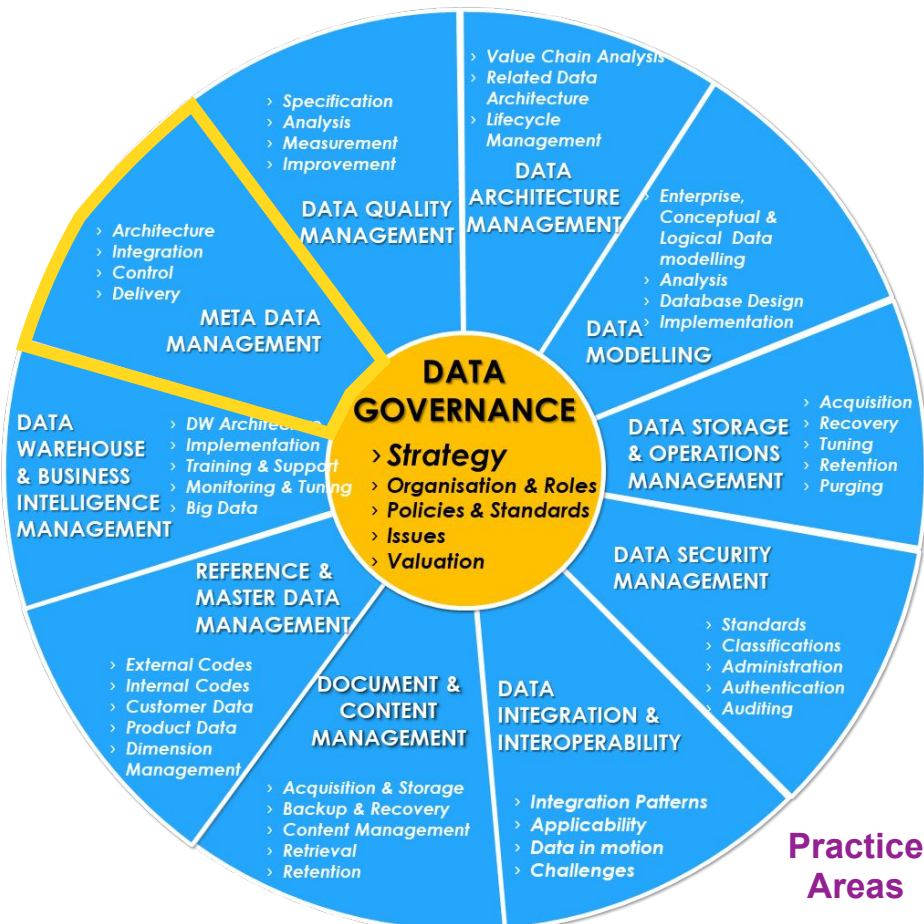 › Value Chain Analysis
› Related Data
Architecture
› Lifecycle
Management
DATA
ARCHITECTURE
MANAGEMENT
› Enterprise,
Conceptual &
Logical Data
modelling
› Analysis
› Database Design
› Implementation
DATA
MODELLING
› Acquisition
› Recovery
› Tuning
› Retention
› Purging
DATA STORAGE
& OPERATIONS
MANAGEMENT
DATA SECURITY
MANAGEMENT
› Standards
› Classifications
› Administration
› Authentication
› Auditing
DATA
INTEGRATION &
INTEROPERABILITY
› Integration Patterns
› Applicability
› Data in motion
› Challenges
DOCUMENT &
CONTENT
MANAGEMENT
› Acquisition & Storage
› Backup & Recovery
› Content Management
› Retrieval
› Retention
REFERENCE &
MASTER DATA
MANAGEMENT
› External Codes
› Internal Codes
› Customer Data
› Product Data
› Dimension
Management
DATA
WAREHOUSE
& BUSINESS
INTELLIGENCE
MANAGEMENT
› DW Architecture
› Implementation
› Training & Support
› Monitoring & Tuning
› Big Data
› Architecture
› Integration
› Control
› Delivery
META DATA
MANAGEMENT
› Specification
› Analysis
› Measurement
› Improvement
DATA QUALITY
MANAGEMENT
DATA
GOVERNANCE
› Strategy
› Organisation & Roles
› Policies & Standards
› Issues
› Valuation
Practice
Areas